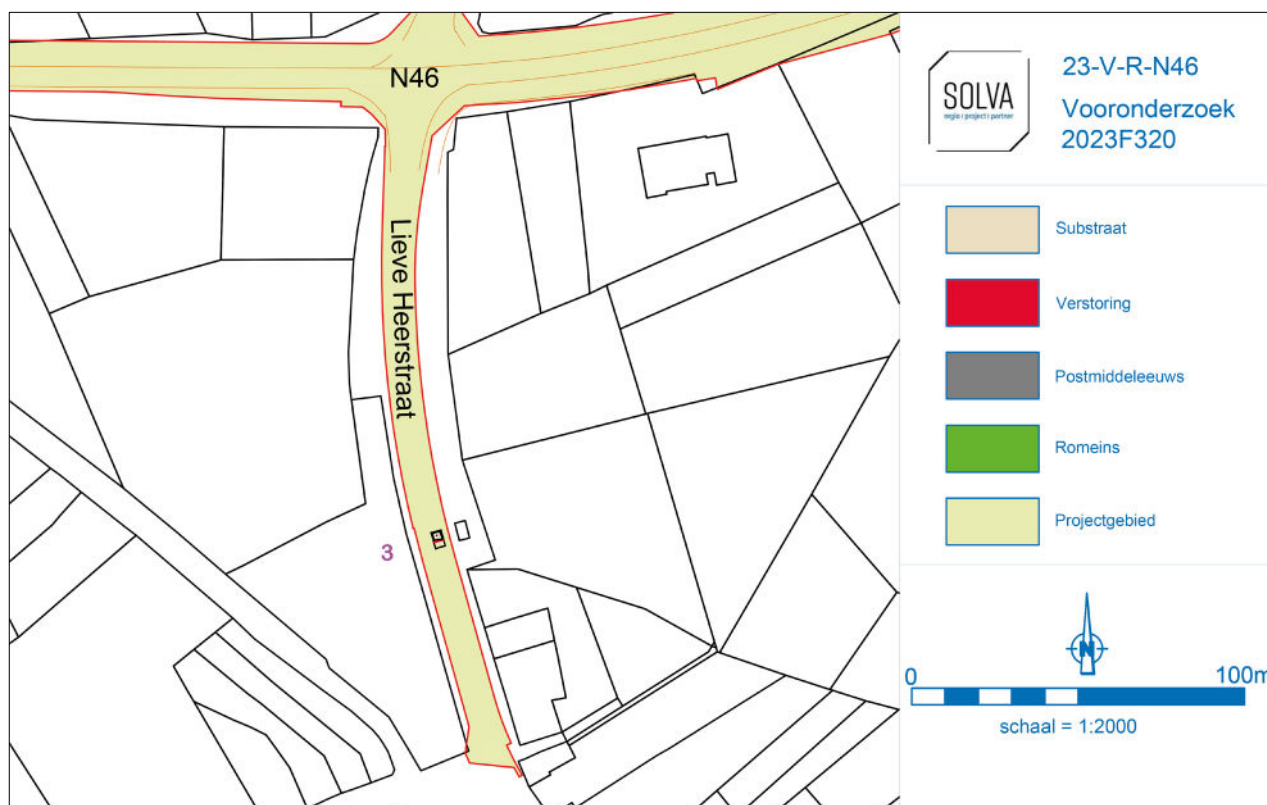 N46
Lieve Heerstraat
3
SOLVA
regio I project I partner
23-V-R-N46
Vooronderzoek
2023F320
Substraat
Verstoring
Postmiddeleeuws
Romeins
Projectgebied
N
0
100m
schaal = 1:2000